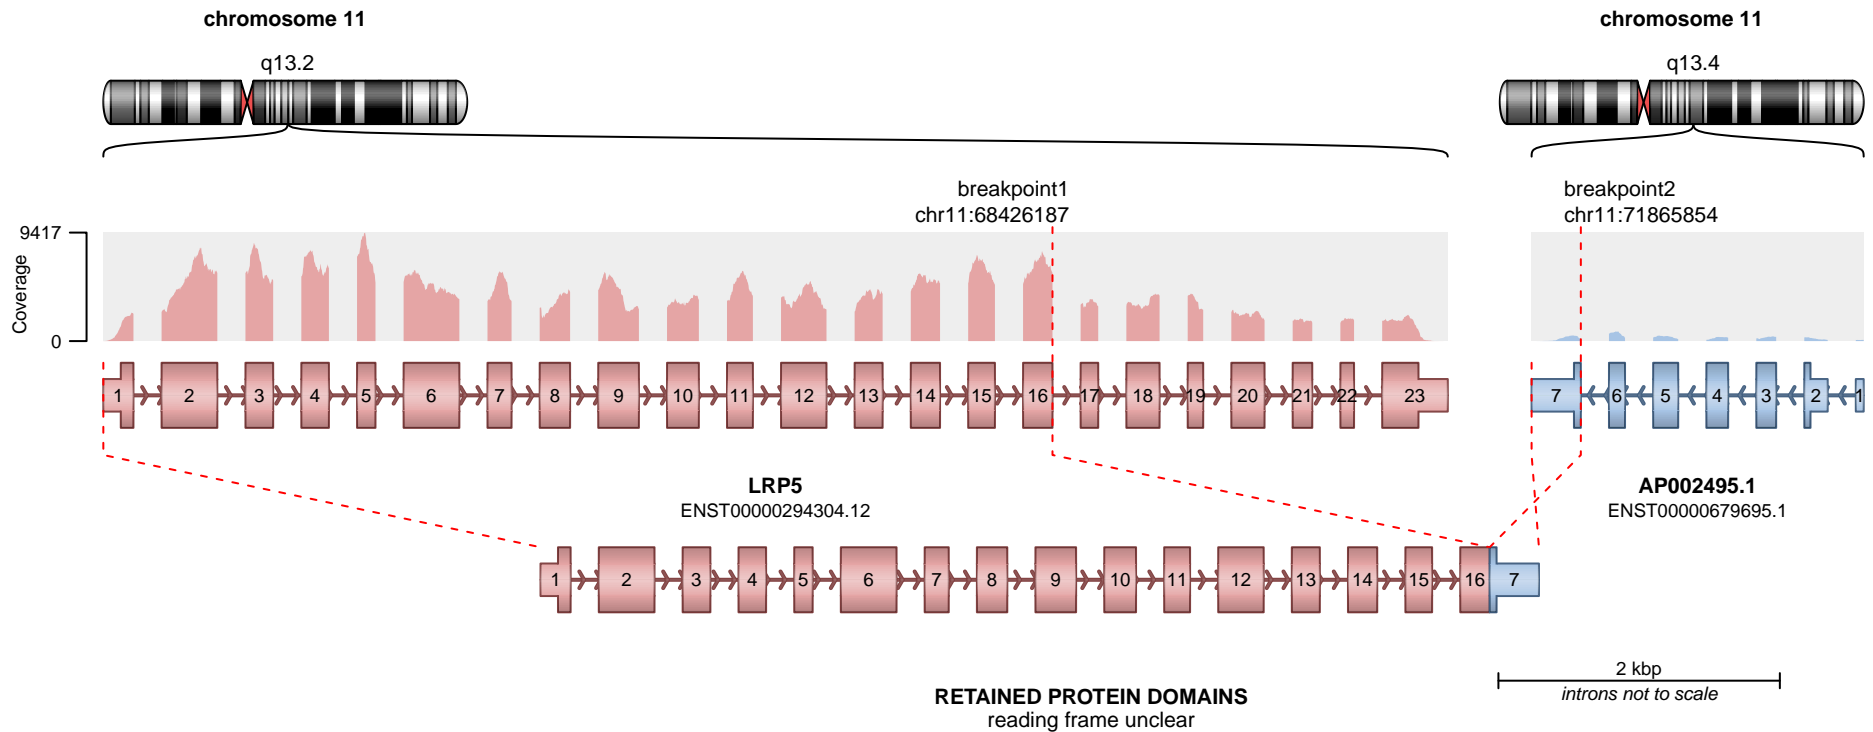 chromosome 11
chromosome 11
q13.2
q13.4
breakpoint1
chr11:68426187
breakpoint2
chr11:71865854
9417
Coverage
0
1 2 3 4 5 6 7 8 9 10 11 12 13 14 15 16 17 18 19 20 21 22 23
7 6 5 4 3 2 1
LRP5
ENST00000294304.12
AP002495.1
ENST00000679695.1
1 2 3 4 5 6 7 8 9 10 11 12 13 14 15 16 7
2 kbp
introns not to scale
RETAINED PROTEIN DOMAINS
reading frame unclear